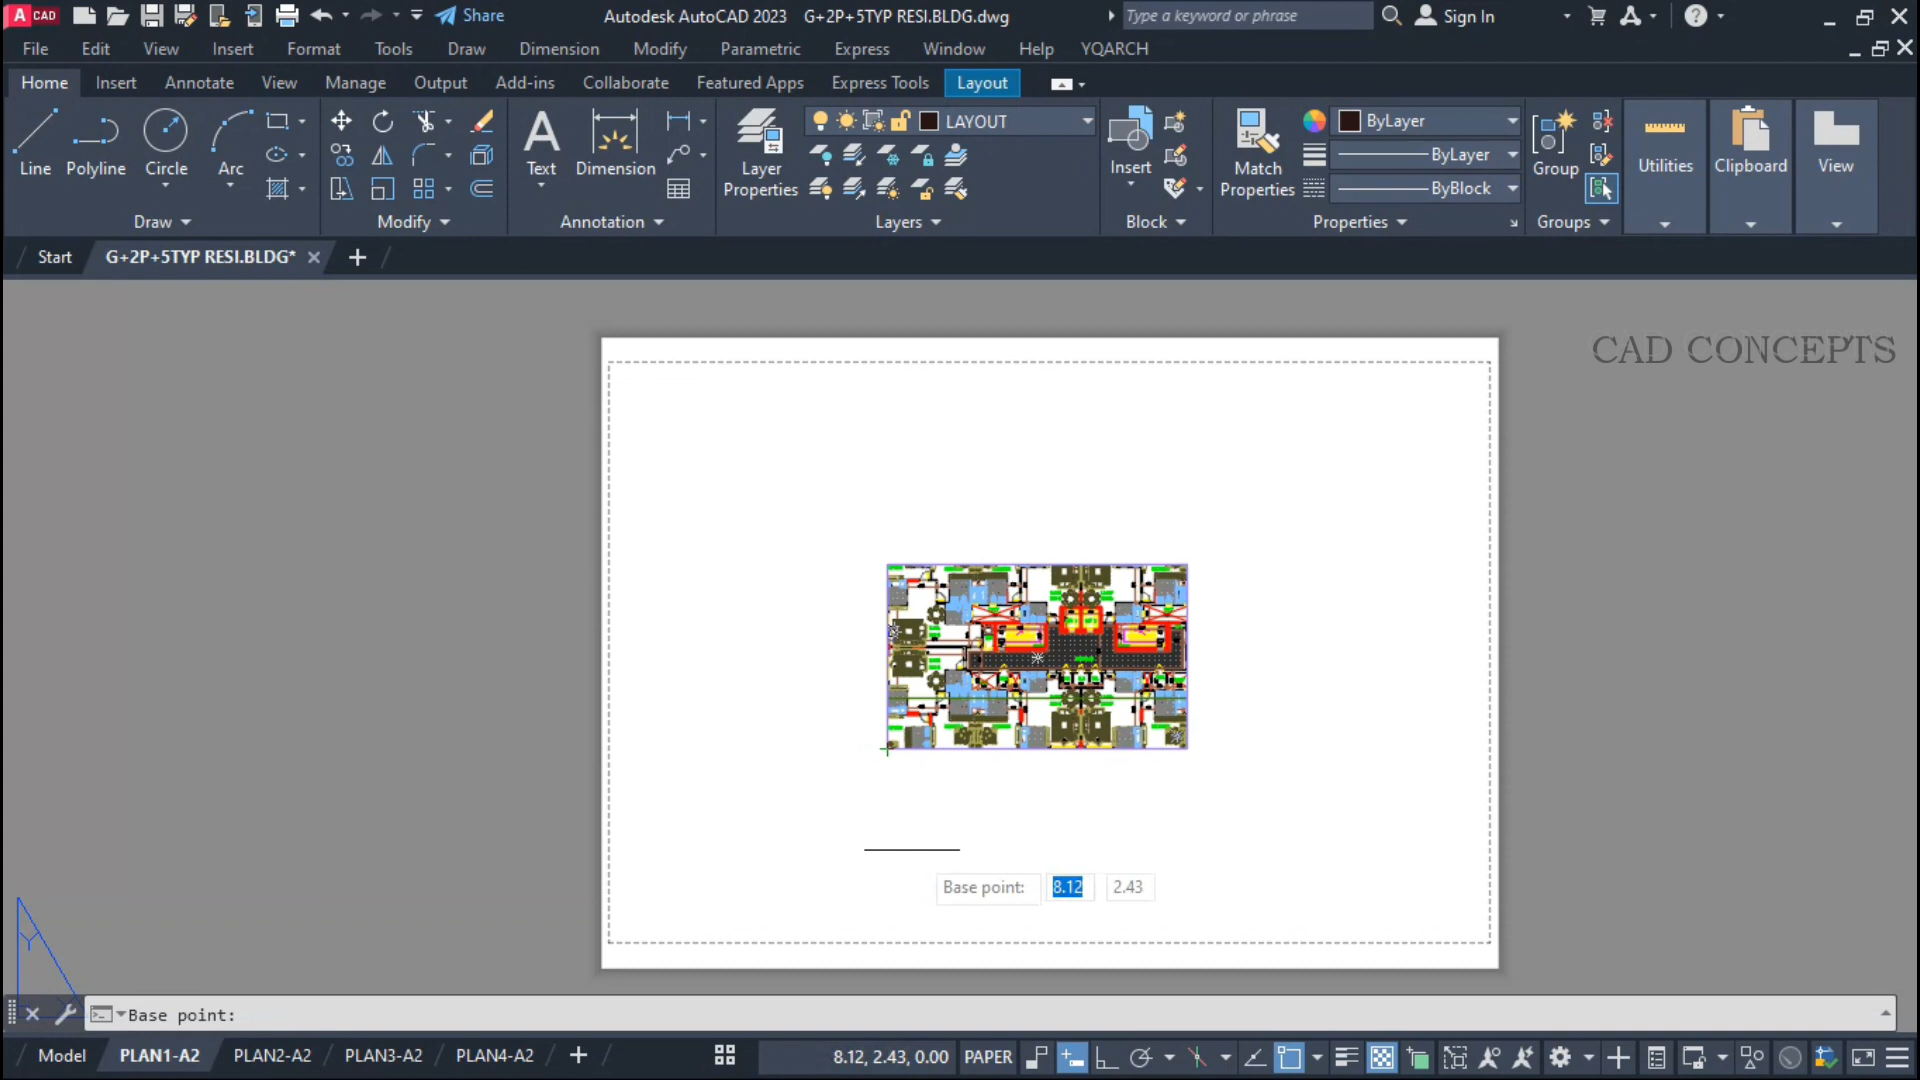 A CAD
Share
Autodesk AutoCAD 2023 G+2P+5TYP RESI.BLDG.dwg
Type a keyword or phrase
Sign In
File Edit View Insert Format Tools Draw Dimension Modify Parametric Express Window Help YQARCH
Home Insert Annotate View Manage Output Add-ins Collaborate Featured Apps Express Tools Layout
Line Polyline Circle Arc
Text Dimension
Layer Properties
LAYOUT
Insert
Match Properties
ByLayer
ByLayer
ByBlock
Group
Utilities
Clipboard
View
Draw Modify Annotation Layers Block Properties Groups
Start G+2P+5TYP RESI.BLDG*
CAD CONCEPTS
Base point: 8.12 2.43
Y
Base point:
Model PLAN1-A2 PLAN2-A2 PLAN3-A2 PLAN4-A2
8.12, 2.43, 0.00 PAPER